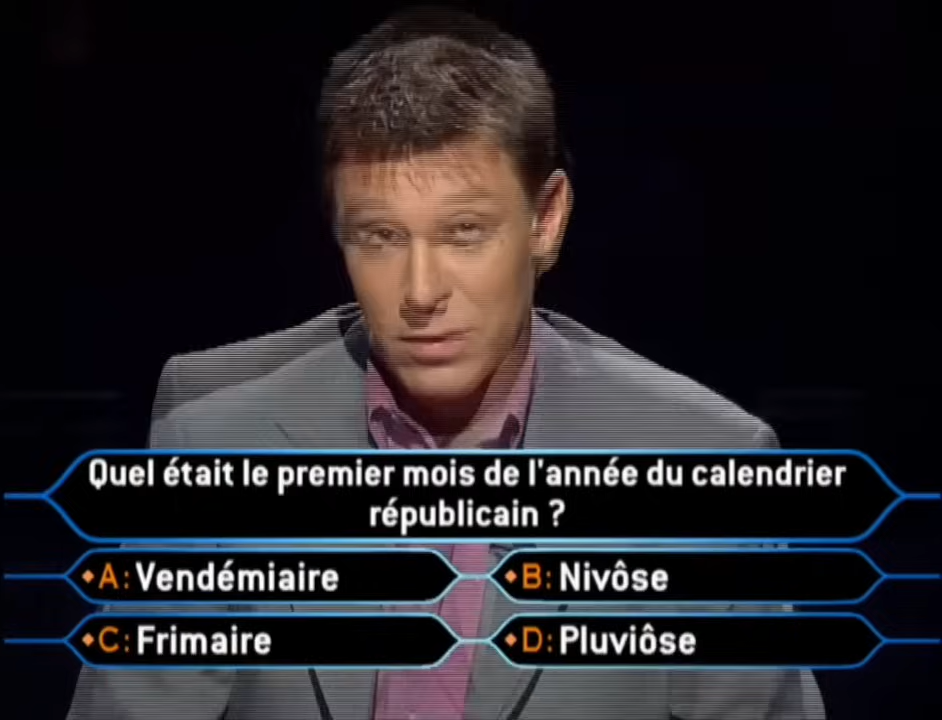 Quel était le premier mois de l'année du calendrier
républicain ?
A: Vendémiaire
B: Nivôse
C: Frimaire
D: Pluviôse